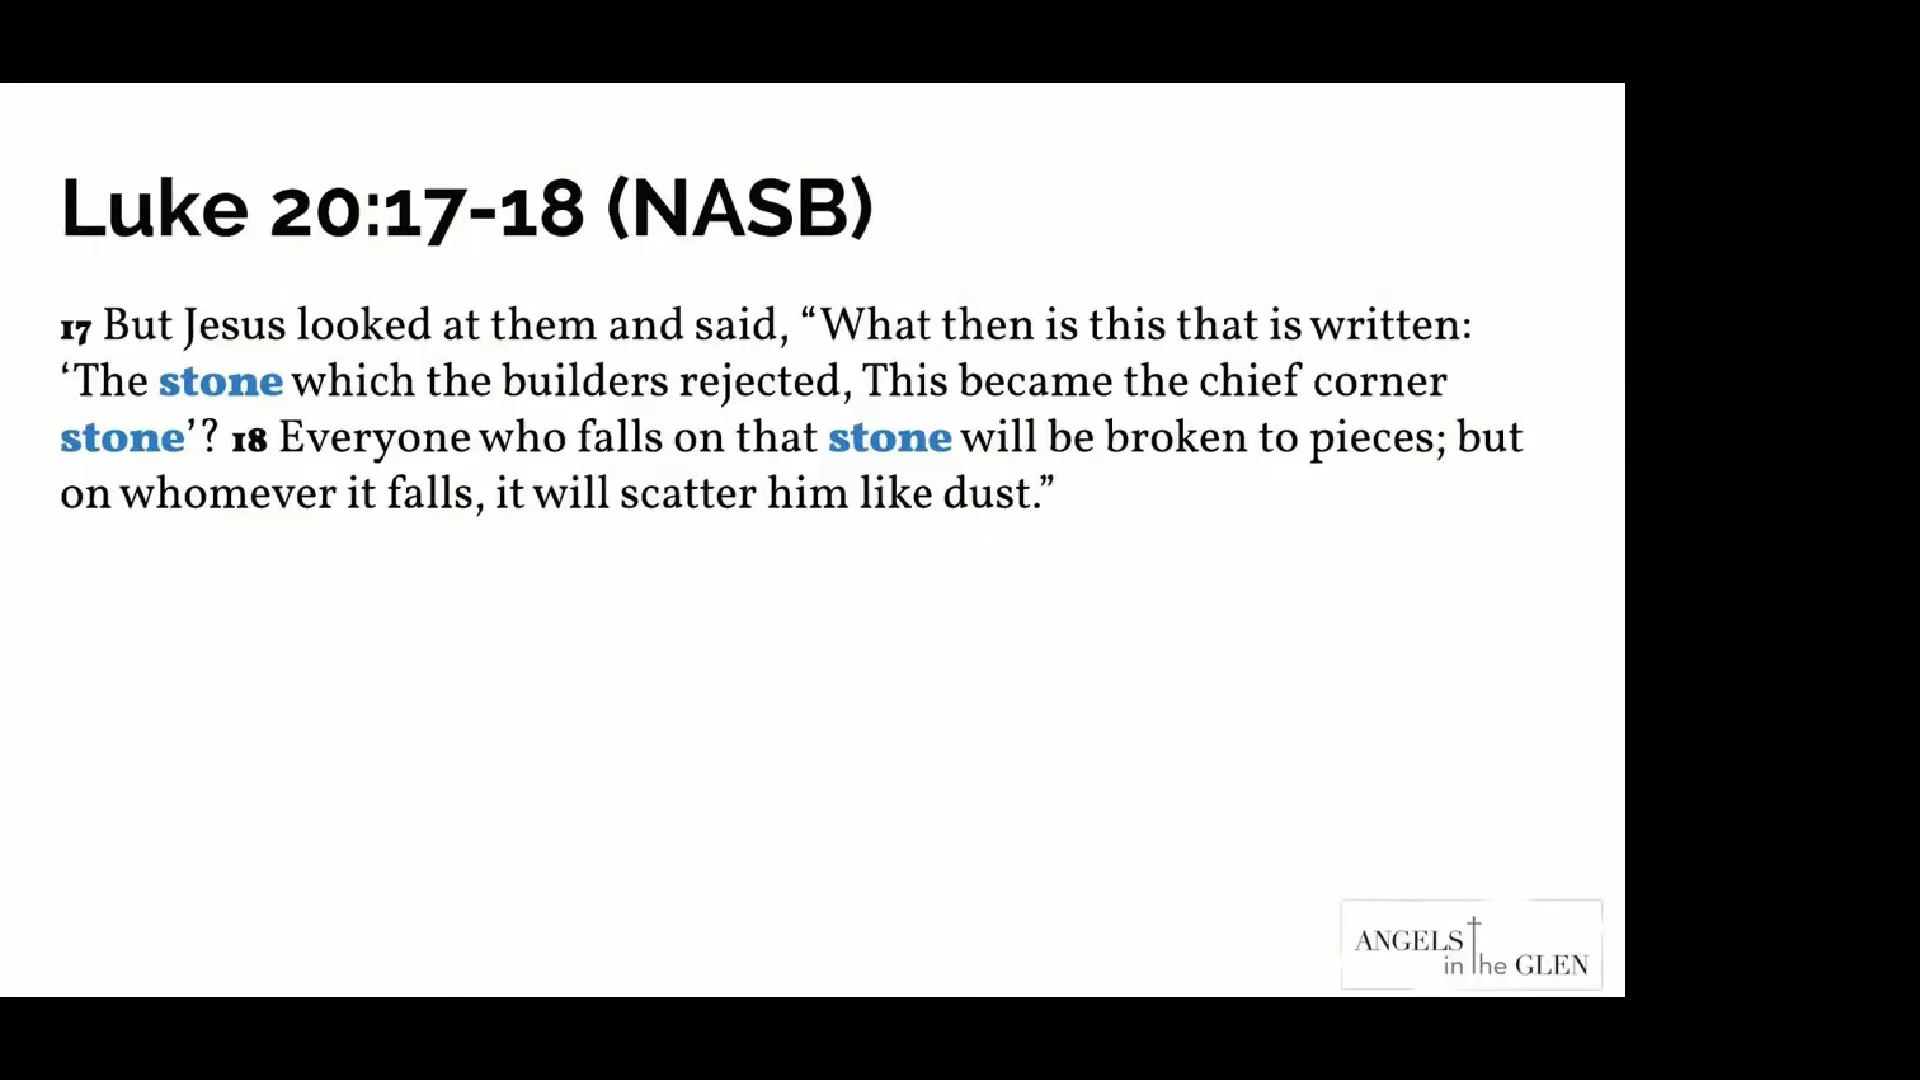 Luke 20:17-18 (NASB)
17 But Jesus looked at them and said, “What then is this that is written:
‘The stone which the builders rejected, This became the chief corner
stone’? 18 Everyone who falls on that stone will be broken to pieces; but
on whomever it falls, it will scatter him like dust.”
ANGELS
in the GLEN